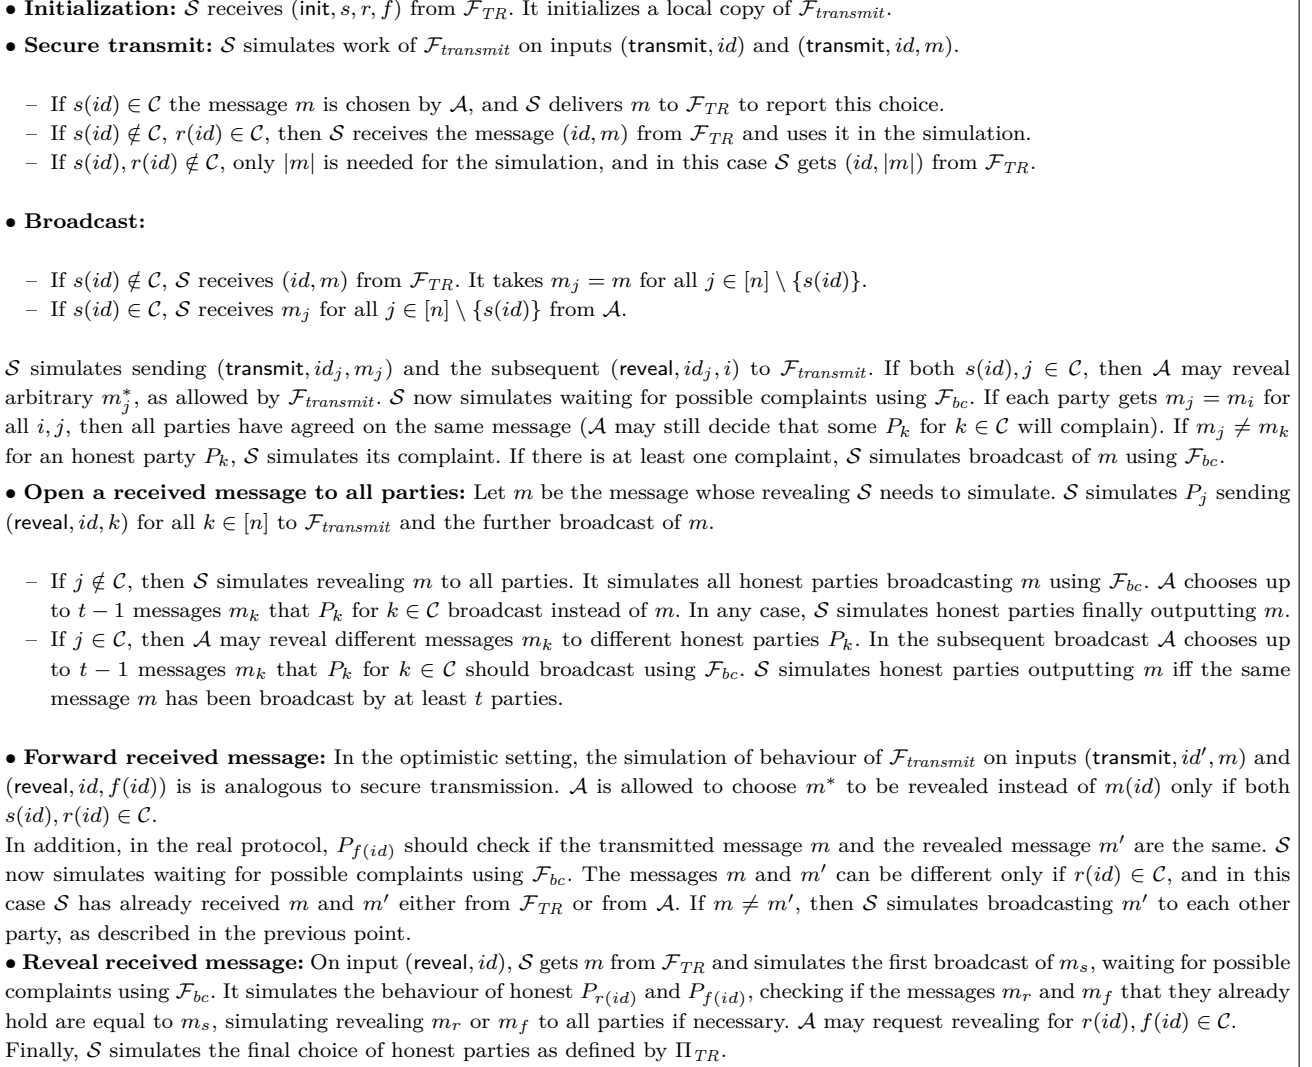 • Initialization: 𝒮 receives (init, s, r, f) from ℱ_TR. It initializes a local copy of ℱ_transmit.
• Secure transmit: 𝒮 simulates work of ℱ_transmit on inputs (transmit, id) and (transmit, id, m).
– If s(id) ∈ 𝒞 the message m is chosen by 𝒜, and 𝒮 delivers m to ℱ_TR to report this choice.
– If s(id) ∉ 𝒞, r(id) ∈ 𝒞, then 𝒮 receives the message (id, m) from ℱ_TR and uses it in the simulation.
– If s(id), r(id) ∉ 𝒞, only |m| is needed for the simulation, and in this case 𝒮 gets (id, |m|) from ℱ_TR.
• Broadcast:
– If s(id) ∉ 𝒞, 𝒮 receives (id, m) from ℱ_TR. It takes m_j = m for all j ∈ [n] \ {s(id)}.
– If s(id) ∈ 𝒞, 𝒮 receives m_j for all j ∈ [n] \ {s(id)} from 𝒜.
𝒮 simulates sending (transmit, id_j, m_j) and the subsequent (reveal, id_j, i) to ℱ_transmit. If both s(id), j ∈ 𝒞, then 𝒜 may reveal
arbitrary m*_j, as allowed by ℱ_transmit. 𝒮 now simulates waiting for possible complaints using ℱ_bc. If each party gets m_j = m_i for
all i, j, then all parties have agreed on the same message (𝒜 may still decide that some P_k for k ∈ 𝒞 will complain). If m_j ≠ m_k
for an honest party P_k, 𝒮 simulates its complaint. If there is at least one complaint, 𝒮 simulates broadcast of m using ℱ_bc.
• Open a received message to all parties: Let m be the message whose revealing 𝒮 needs to simulate. 𝒮 simulates P_j sending
(reveal, id, k) for all k ∈ [n] to ℱ_transmit and the further broadcast of m.
– If j ∉ 𝒞, then 𝒮 simulates revealing m to all parties. It simulates all honest parties broadcasting m using ℱ_bc. 𝒜 chooses up
to t − 1 messages m_k that P_k for k ∈ 𝒞 broadcast instead of m. In any case, 𝒮 simulates honest parties finally outputting m.
– If j ∈ 𝒞, then 𝒜 may reveal different messages m_k to different honest parties P_k. In the subsequent broadcast 𝒜 chooses up
to t − 1 messages m_k that P_k for k ∈ 𝒞 should broadcast using ℱ_bc. 𝒮 simulates honest parties outputting m iff the same
message m has been broadcast by at least t parties.
• Forward received message: In the optimistic setting, the simulation of behaviour of ℱ_transmit on inputs (transmit, id′, m) and
(reveal, id, f(id)) is is analogous to secure transmission. 𝒜 is allowed to choose m* to be revealed instead of m(id) only if both
s(id), r(id) ∈ 𝒞.
In addition, in the real protocol, P_f(id) should check if the transmitted message m and the revealed message m′ are the same. 𝒮
now simulates waiting for possible complaints using ℱ_bc. The messages m and m′ can be different only if r(id) ∈ 𝒞, and in this
case 𝒮 has already received m and m′ either from ℱ_TR or from 𝒜. If m ≠ m′, then 𝒮 simulates broadcasting m′ to each other
party, as described in the previous point.
• Reveal received message: On input (reveal, id), 𝒮 gets m from ℱ_TR and simulates the first broadcast of m_s, waiting for possible
complaints using ℱ_bc. It simulates the behaviour of honest P_r(id) and P_f(id), checking if the messages m_r and m_f that they already
hold are equal to m_s, simulating revealing m_r or m_f to all parties if necessary. 𝒜 may request revealing for r(id), f(id) ∈ 𝒞.
Finally, 𝒮 simulates the final choice of honest parties as defined by Π_TR.